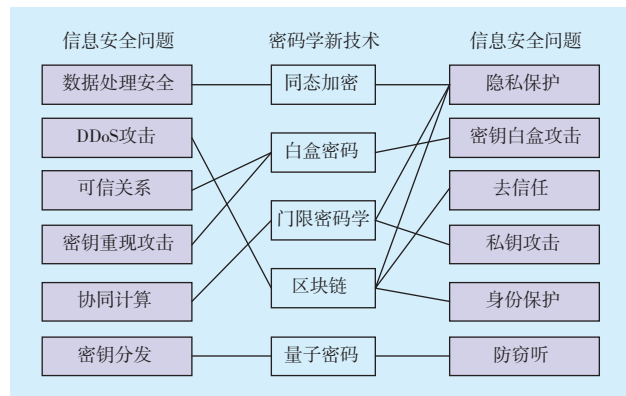 信息安全问题 密码学新技术 信息安全问题
数据处理安全 同态加密 隐私保护
DDoS攻击 白盒密码 密钥白盒攻击
可信关系 门限密码学 去信任
密钥重现攻击 区块链 私钥攻击
协同计算 身份保护
密钥分发 量子密码 防窃听